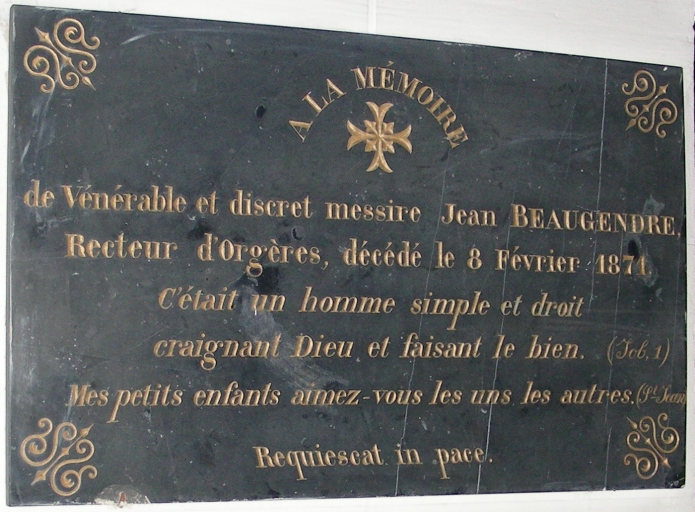 A LA MÉMOIRE
de Vénérable et discret messire Jean BEAUGENDRE,
Recteur d'Orgères, décédé le 8 Février 1871
C'était un homme simple et droit
craignant Dieu et faisant le bien. (Job, 1)
Mes petits enfants aimez-vous les uns les autres. (St Jean)
Requiescat in pace.